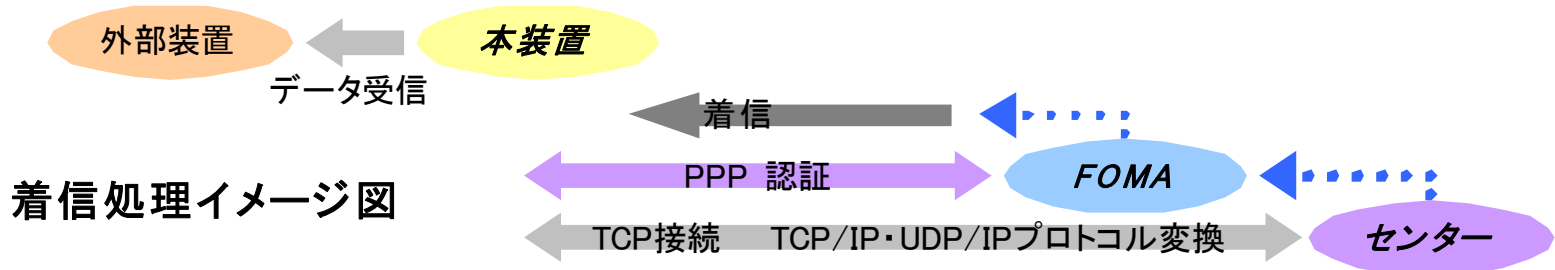 外部装置
本装置
データ受信
着信
PPP 認証
FOMA
着信処理イメージ図
TCP接続 TCP/IP・UDP/IPプロトコル変換
センター